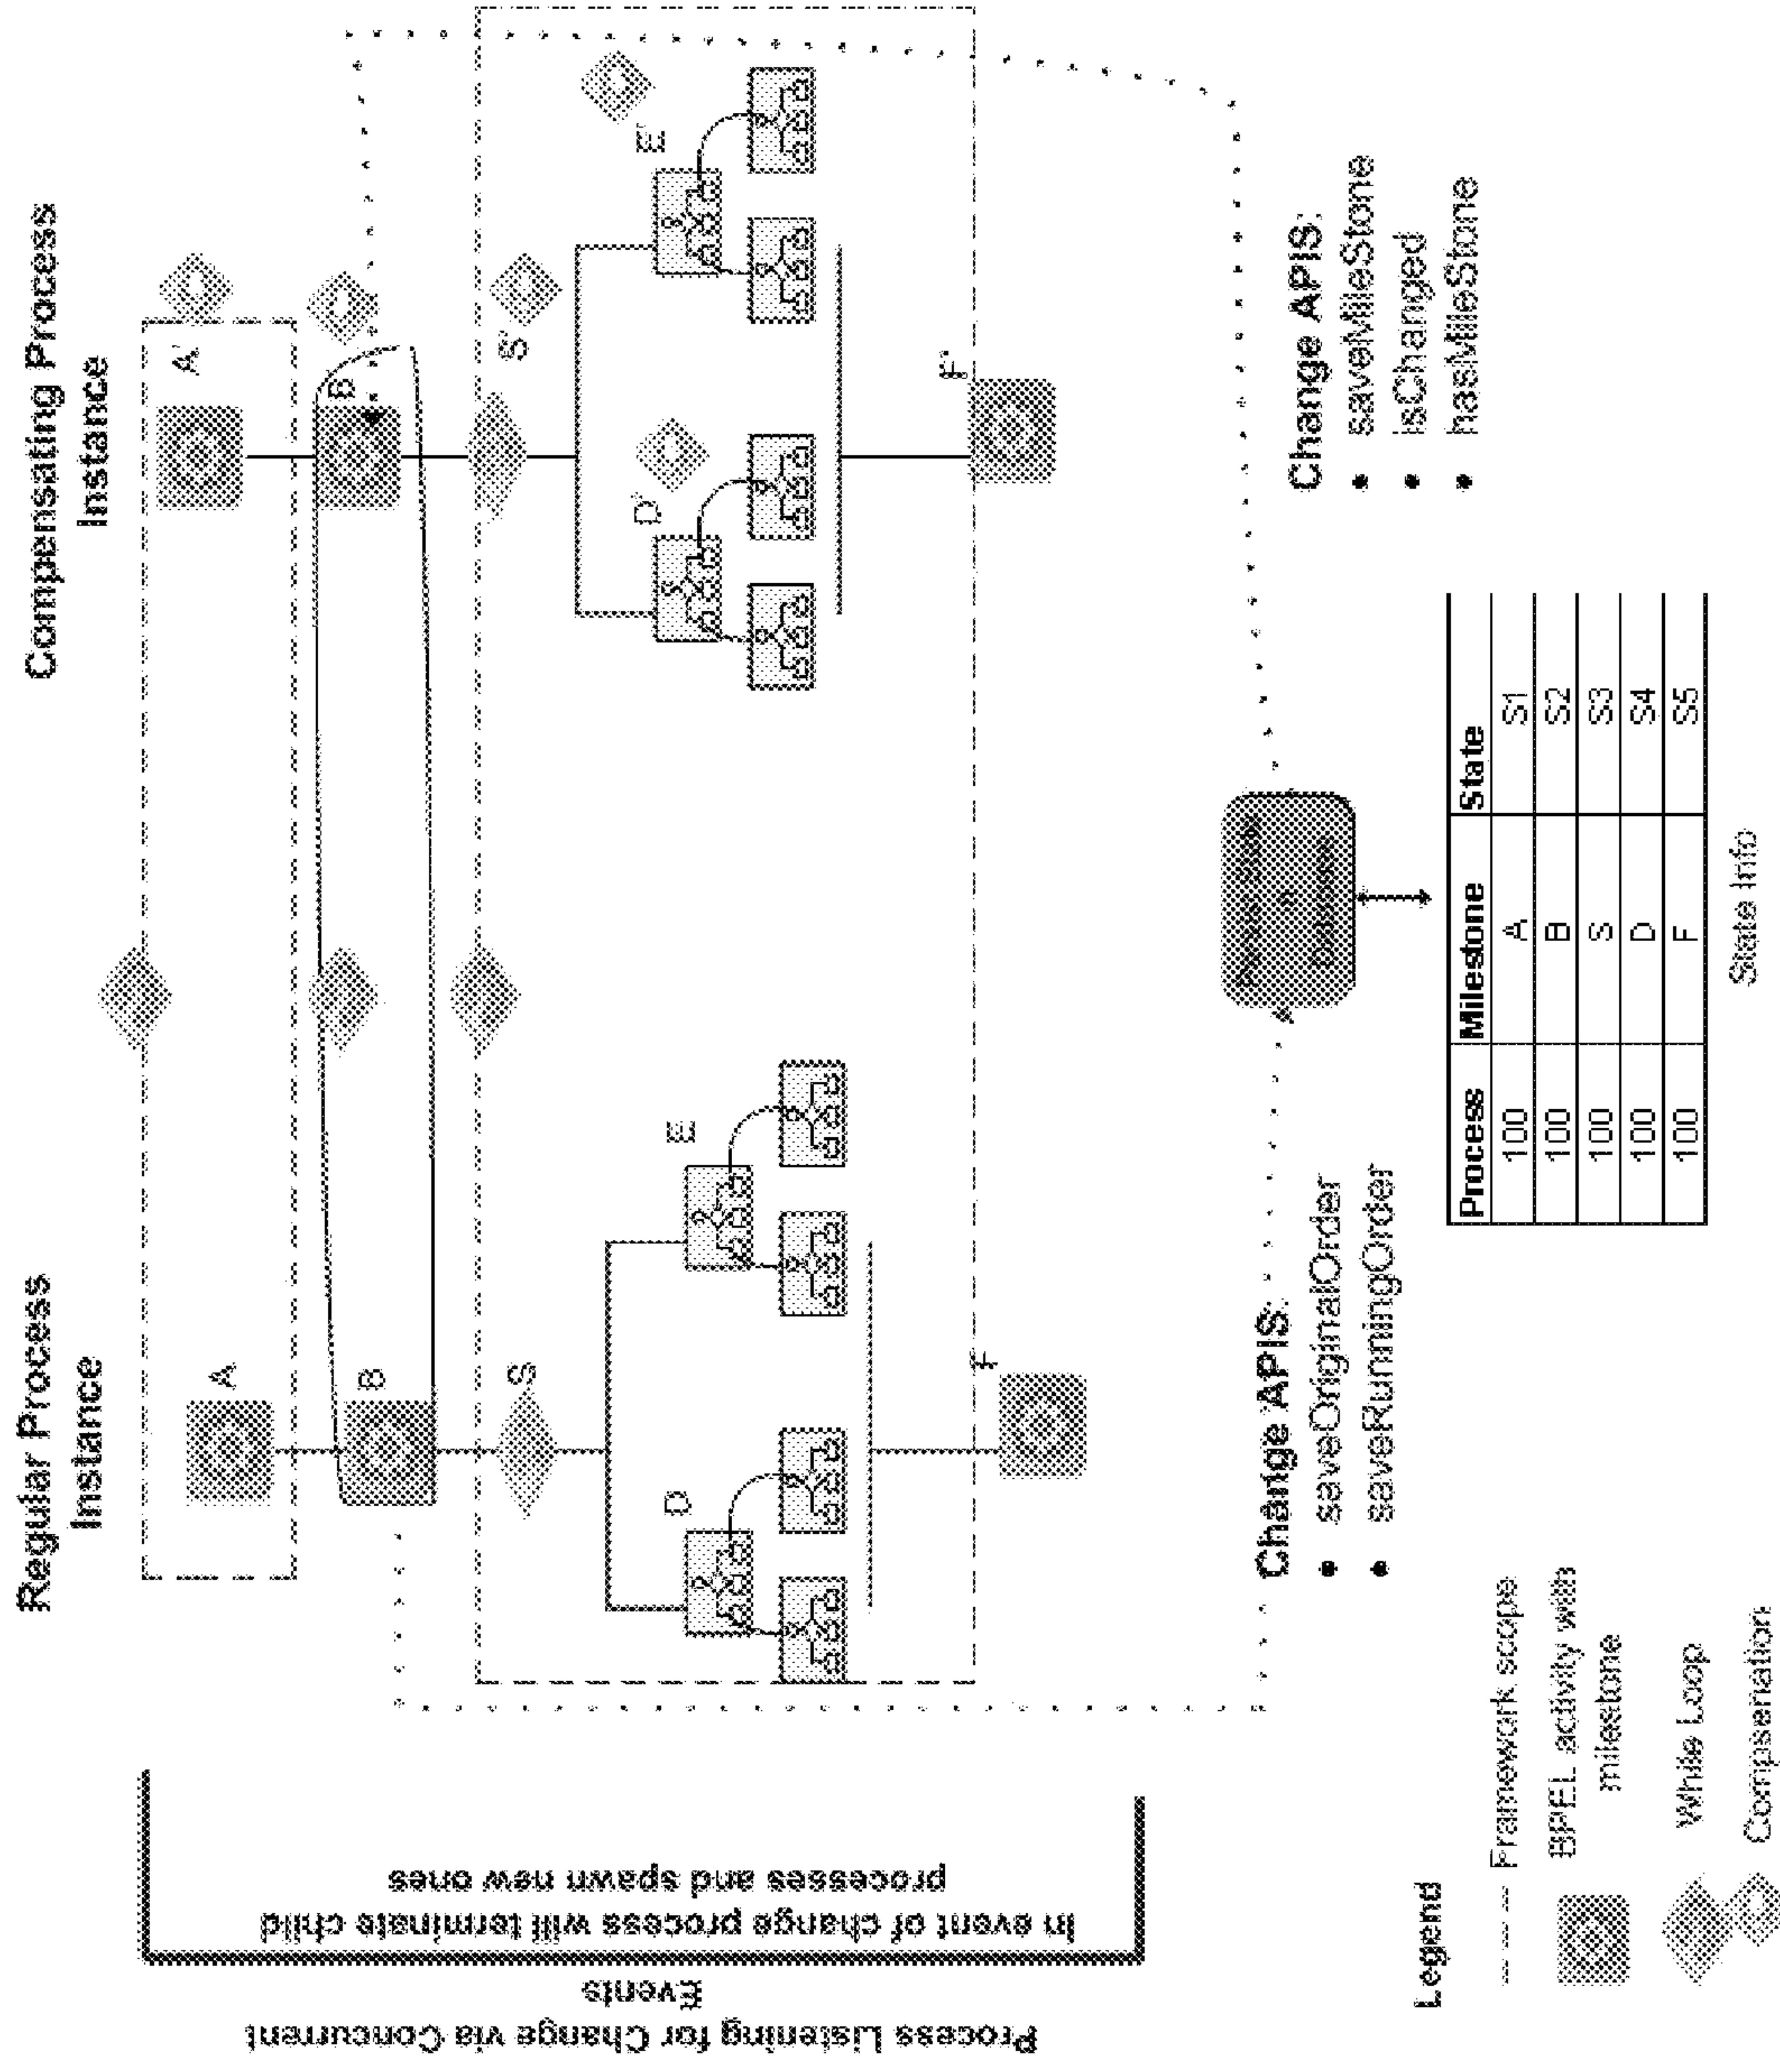 Regular Process
Instance
Compensating Process
Instance
A
A'
B
B'
S
S'
D
E
D'
E'
F
F'
Process Listening for Change via Concurrent
Events
In event of change process will terminate child
processes and spawn new ones
Change APIS:
• saveOriginalOrder
• saveRunningOrder
Change APIS:
• saveMileStone
• isChanged
• hasMileStone
Process Milestone State
100 A S1
100 B S2
100 S S3
100 D S4
100 F S5
State Info
Legend
Framework scope
BPEL activity with
milestone
While Loop
Compsenation